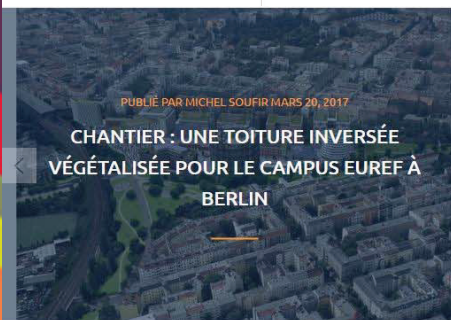 PUBLIÉ PAR MICHEL SOUFIR MARS 20, 2017
CHANTIER : UNE TOITURE INVERSÉE
VÉGÉTALISÉE POUR LE CAMPUS EUREF À
BERLIN